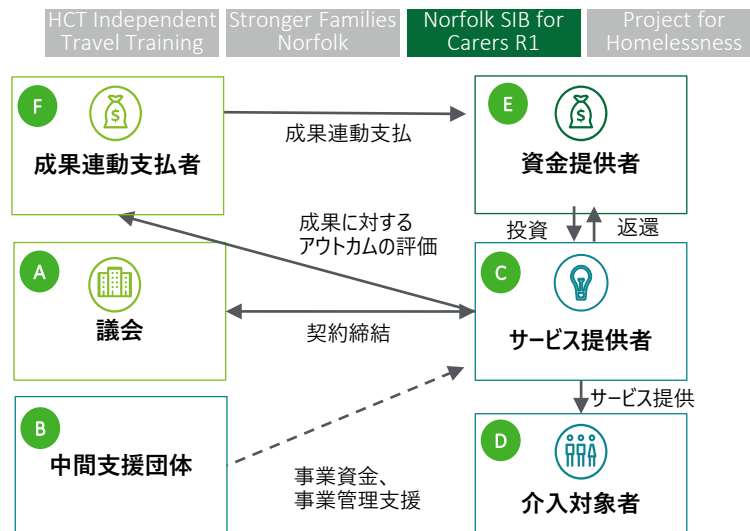 HCT Independent
Travel Training
Stronger Families
Norfolk
Norfolk SIB for
Carers R1
Project for
Homelessness
F
成果連動支払者
成果連動支払
E
資金提供者
成果に対する
アウトカムの評価
投資
返還
A
議会
契約締結
C
サービス提供者
サービス提供
B
中間支援団体
事業資金、
事業管理支援
D
介入対象者